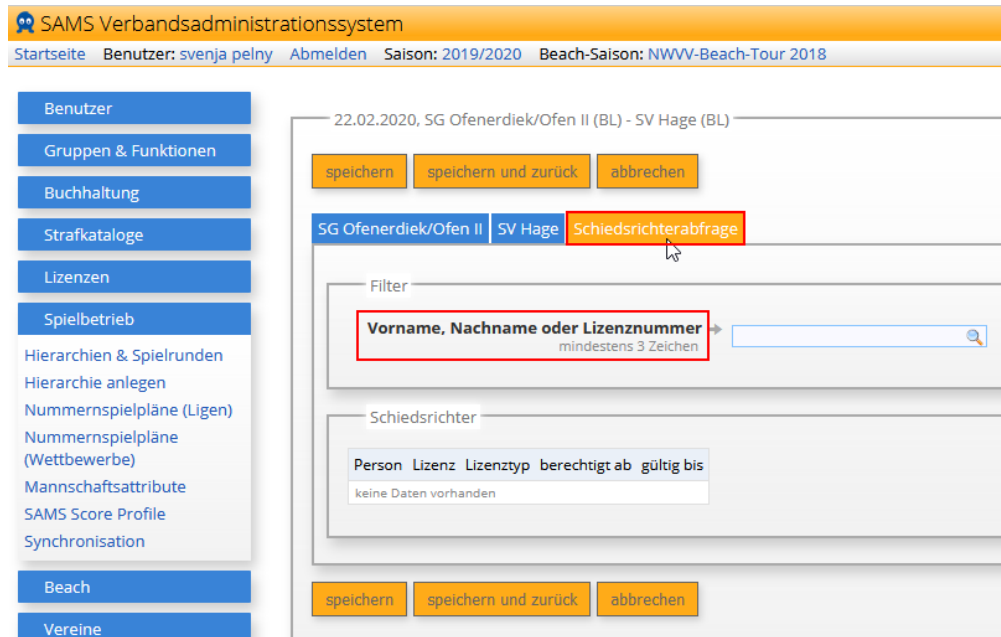 SAMS Verbandsadministrationssystem
Startseite Benutzer: svenja pelny Abmelden Saison: 2019/2020 Beach-Saison: NWVV-Beach-Tour 2018
Benutzer
Gruppen & Funktionen
Buchhaltung
Strafkataloge
Lizenzen
Spielbetrieb
Hierarchien & Spielrunden
Hierarchie anlegen
Nummernspielpläne (Ligen)
Nummernspielpläne
(Wettbewerbe)
Mannschaftsattribute
SAMS Score Profile
Synchronisation
Beach
Vereine
22.02.2020, SG Ofenerdiek/Ofen II (BL) - SV Hage (BL)
speichern speichern und zurück abbrechen
SG Ofenerdiek/Ofen II SV Hage Schiedsrichterabfrage
Filter
Vorname, Nachname oder Lizenznummer
mindestens 3 Zeichen
Schiedsrichter
Person Lizenz Lizenztyp berechtigt ab gültig bis
keine Daten vorhanden
speichern speichern und zurück abbrechen